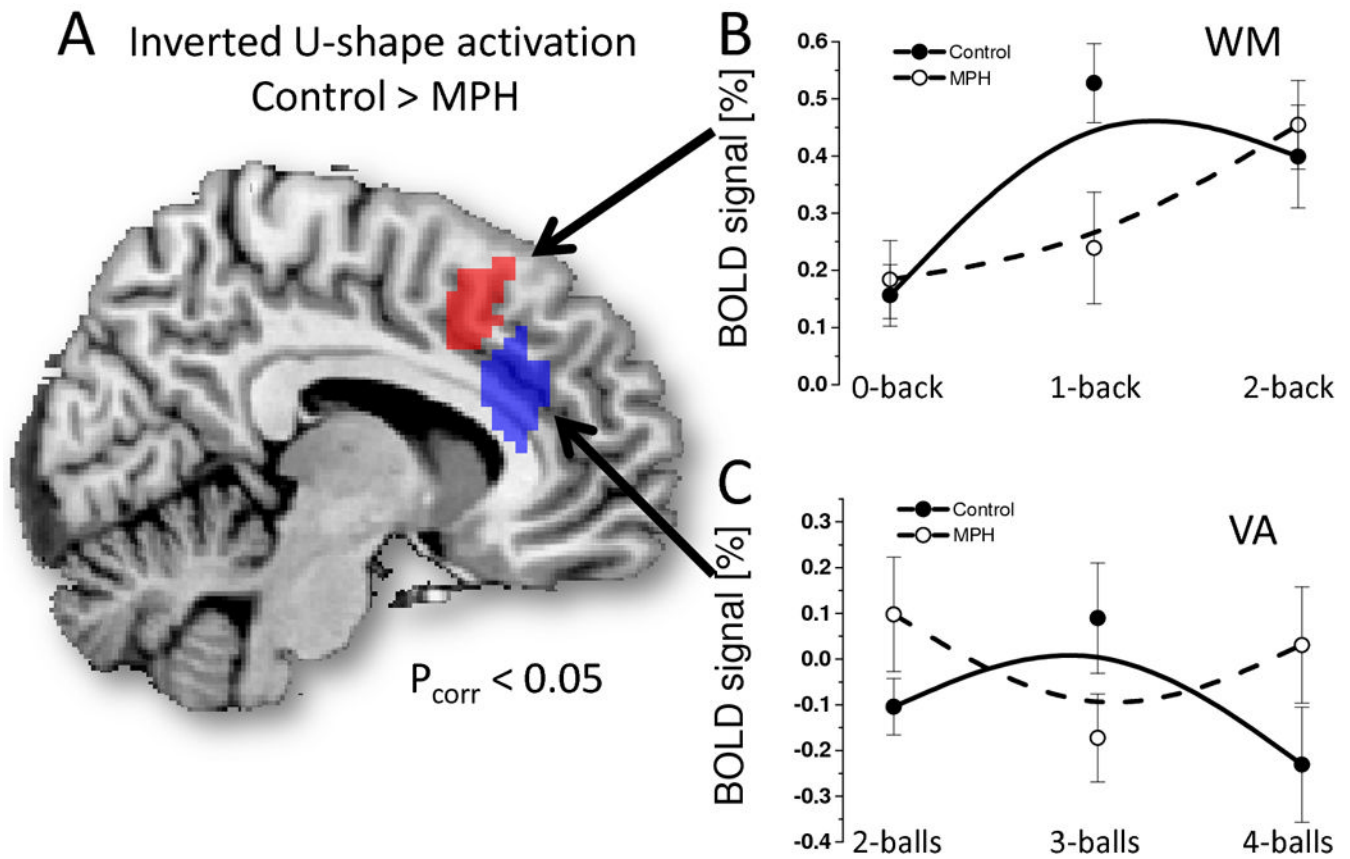 A Inverted U-shape activation
Control > MPH
P_corr < 0.05
B
WM
Control
MPH
BOLD signal [%]
0.6
0.5
0.4
0.3
0.2
0.1
0.0
0-back 1-back 2-back
C
VA
Control
MPH
BOLD signal [%]
0.3
0.2
0.1
0.0
-0.1
-0.2
-0.3
-0.4
2-balls 3-balls 4-balls